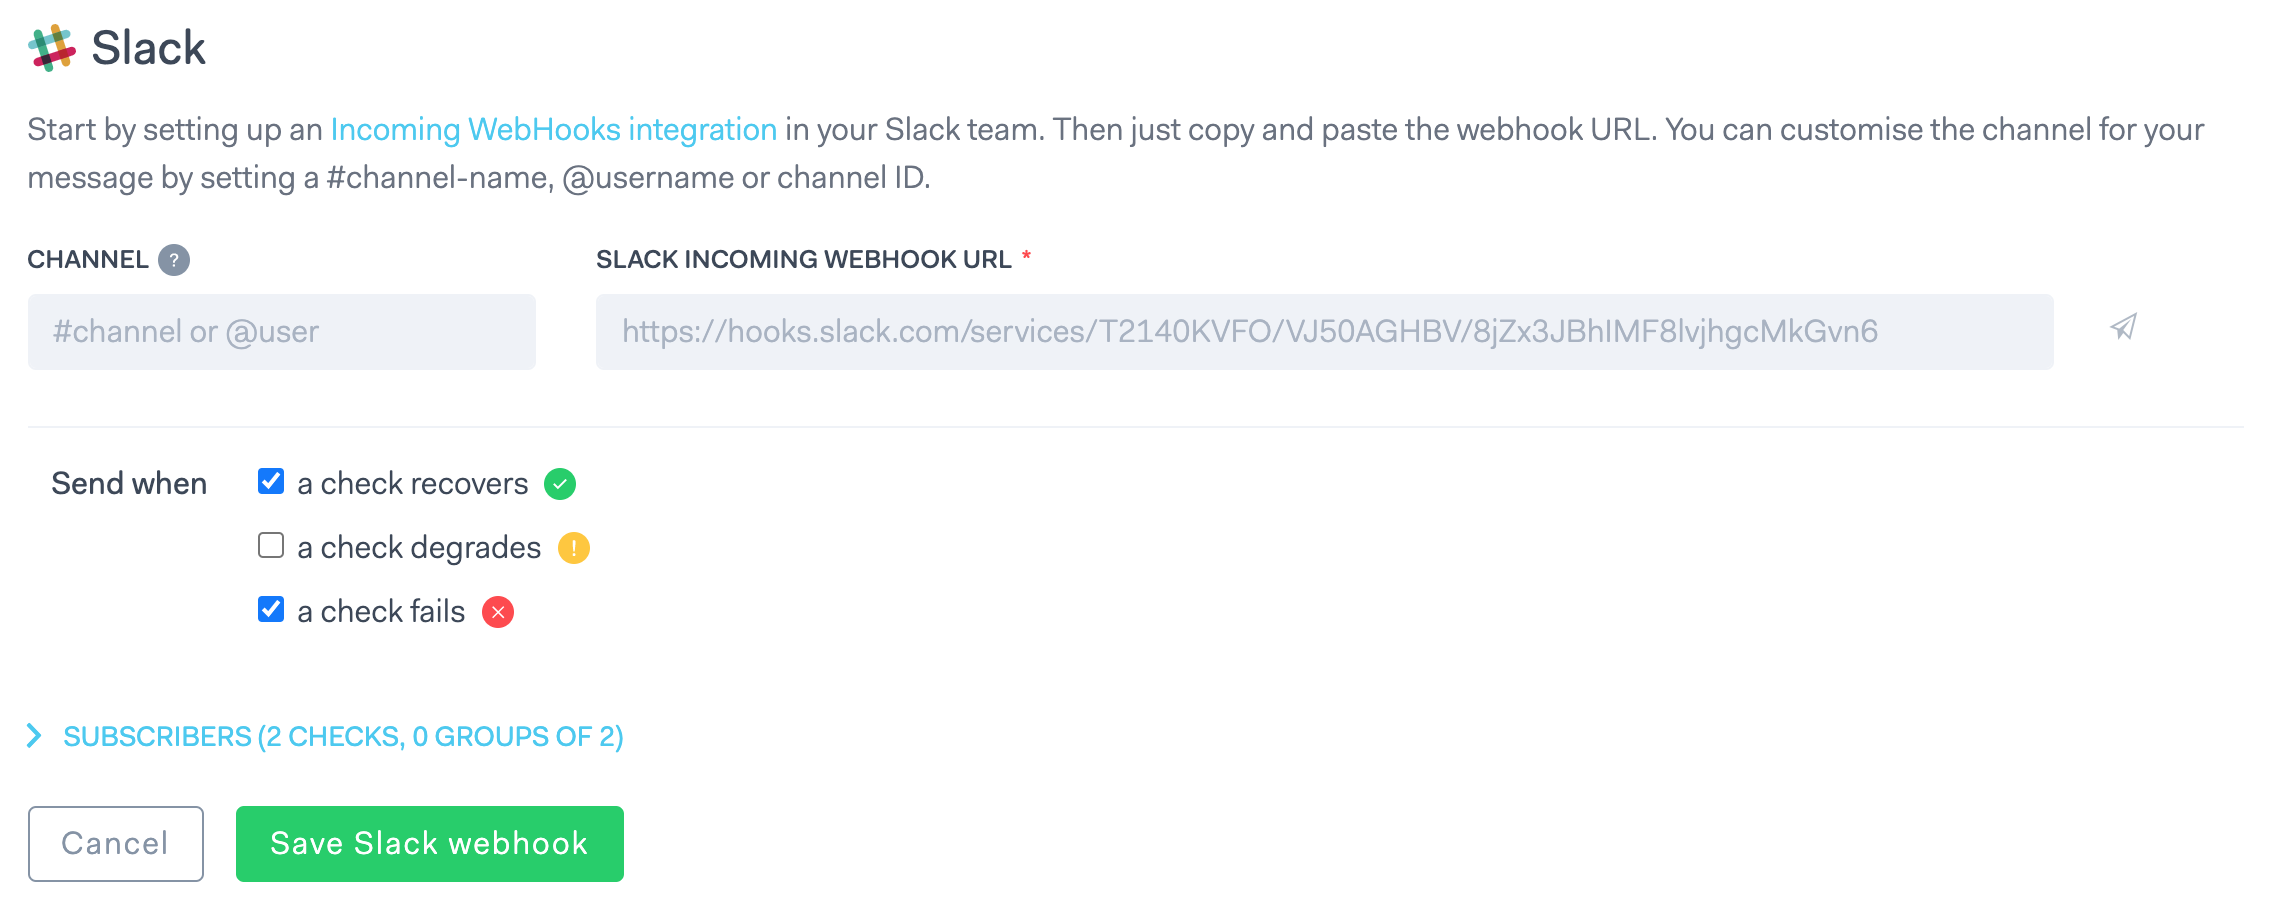 Slack
Start by setting up an Incoming WebHooks integration in your Slack team. Then just copy and paste the webhook URL. You can customise the channel for your
message by setting a #channel-name, @username or channel ID.
CHANNEL ?
SLACK INCOMING WEBHOOK URL *
#channel or @user
https://hooks.slack.com/services/T2140KVFO/VJ50AGHBV/8jZx3JBhIMF8lvjhgcMkGvn6
Send when
a check recovers
a check degrades !
a check fails
SUBSCRIBERS (2 CHECKS, 0 GROUPS OF 2)
Cancel
Save Slack webhook